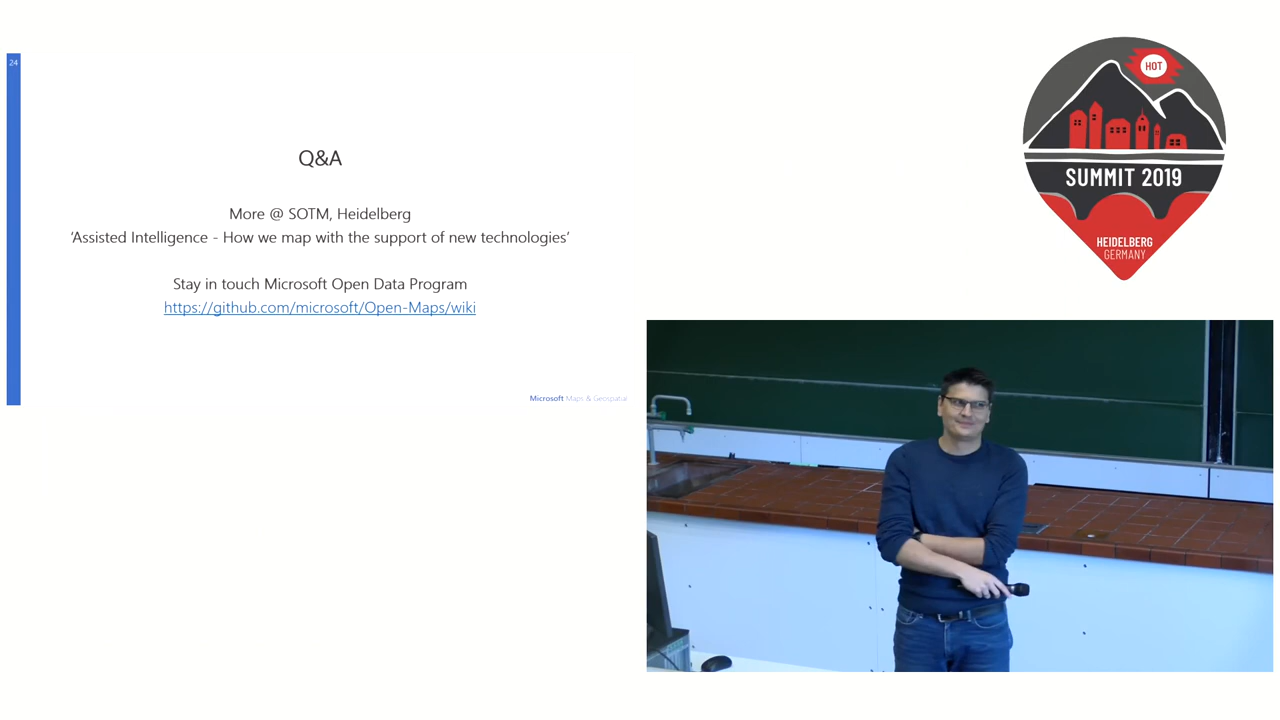 24
Q&A
More @ SOTM, Heidelberg
‘Assisted Intelligence - How we map with the support of new technologies’
Stay in touch Microsoft Open Data Program
https://github.com/microsoft/Open-Maps/wiki
Microsoft Maps & Geospatial
HOT
SUMMIT 2019
HEIDELBERG
GERMANY